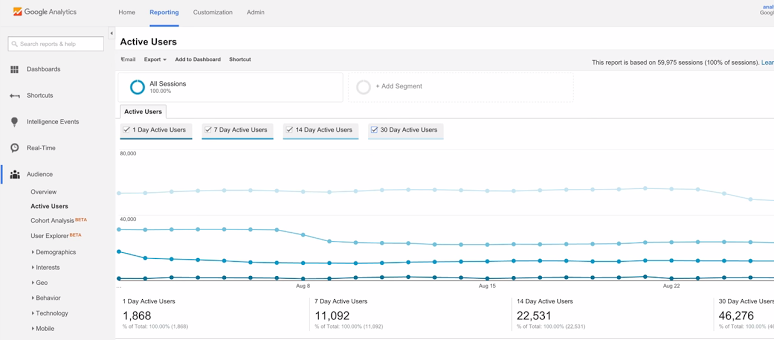 Google Analytics
Home Reporting Customization Admin
Search reports & help
Dashboards
Shortcuts
Intelligence Events
Real-Time
Audience
Overview
Active Users
Cohort Analysis BETA
User Explorer BETA
Demographics
Interests
Geo
Behavior
Technology
Mobile
Active Users
Email Export Add to Dashboard Shortcut
This report is based on 59,975 sessions (100% of sessions).
All Sessions
100.00%
+ Add Segment
Active Users
1 Day Active Users 7 Day Active Users 14 Day Active Users 30 Day Active Users
80,000
40,000
... Aug 8 Aug 15 Aug 22
1 Day Active Users
1,868
% of Total: 100.00% (1,868)
7 Day Active Users
11,092
% of Total: 100.00% (11,092)
14 Day Active Users
22,531
% of Total: 100.00% (22,531)
30 Day Active Users
46,276
% of Total: 100.00%